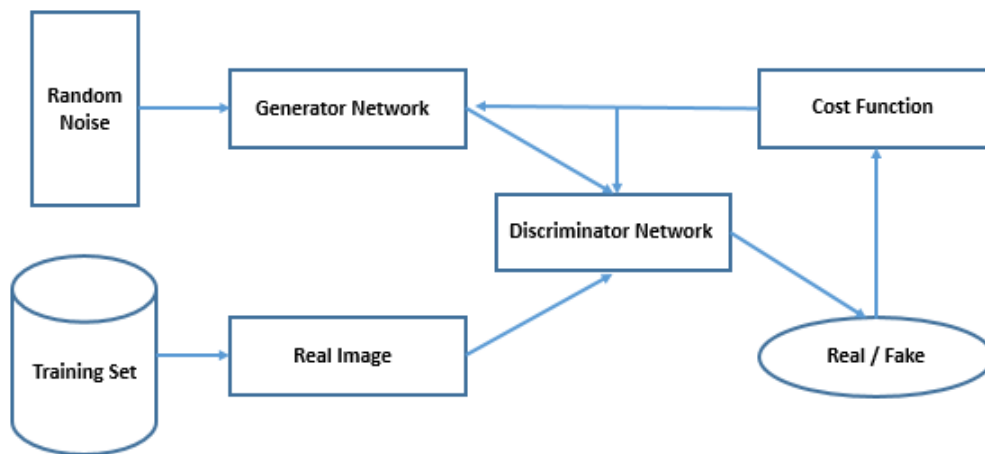 Random
Noise
Generator Network
Cost Function
Discriminator Network
Training Set
Real Image
Real / Fake